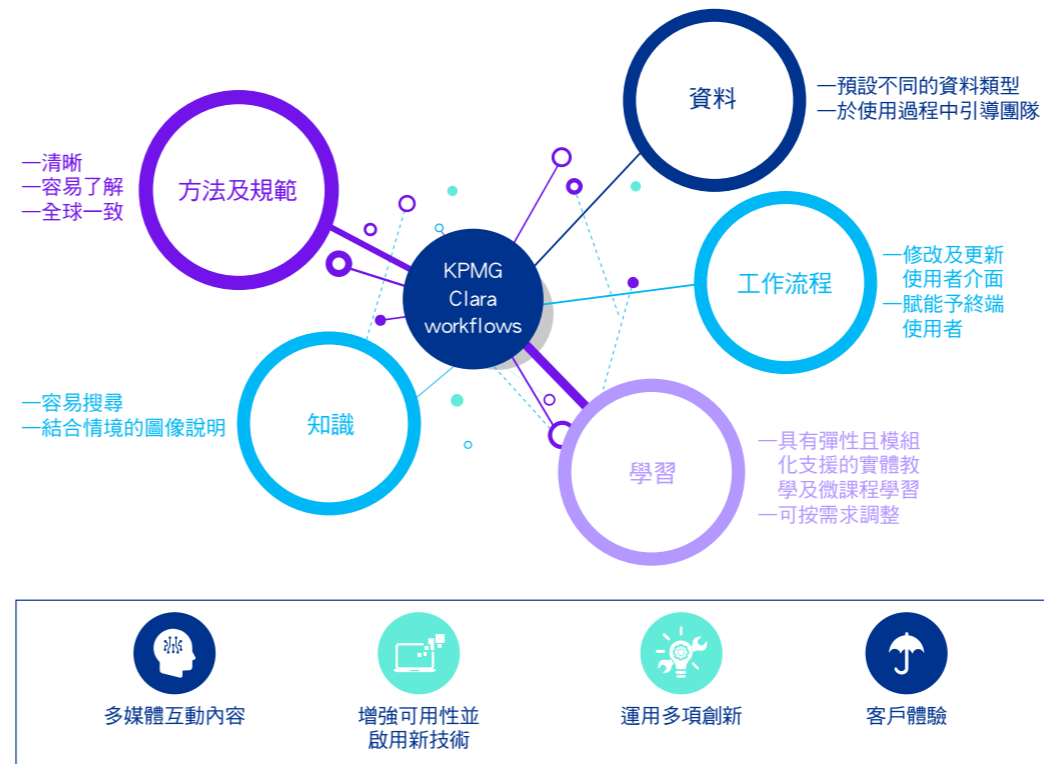 資料
一預設不同的資料類型
一於使用過程中引導團隊
方法及規範
一清晰
一容易了解
一全球一致
KPMG
Clara
workflows
工作流程
一修改及更新
使用者介面
一賦能予終端
使用者
知識
一容易搜尋
一結合情境的圖像說明
學習
一具有彈性且模組
化支援的實體教
學及微課程學習
一可按需求調整
多媒體互動內容
增強可用性並
啟用新技術
運用多項創新
客戶體驗